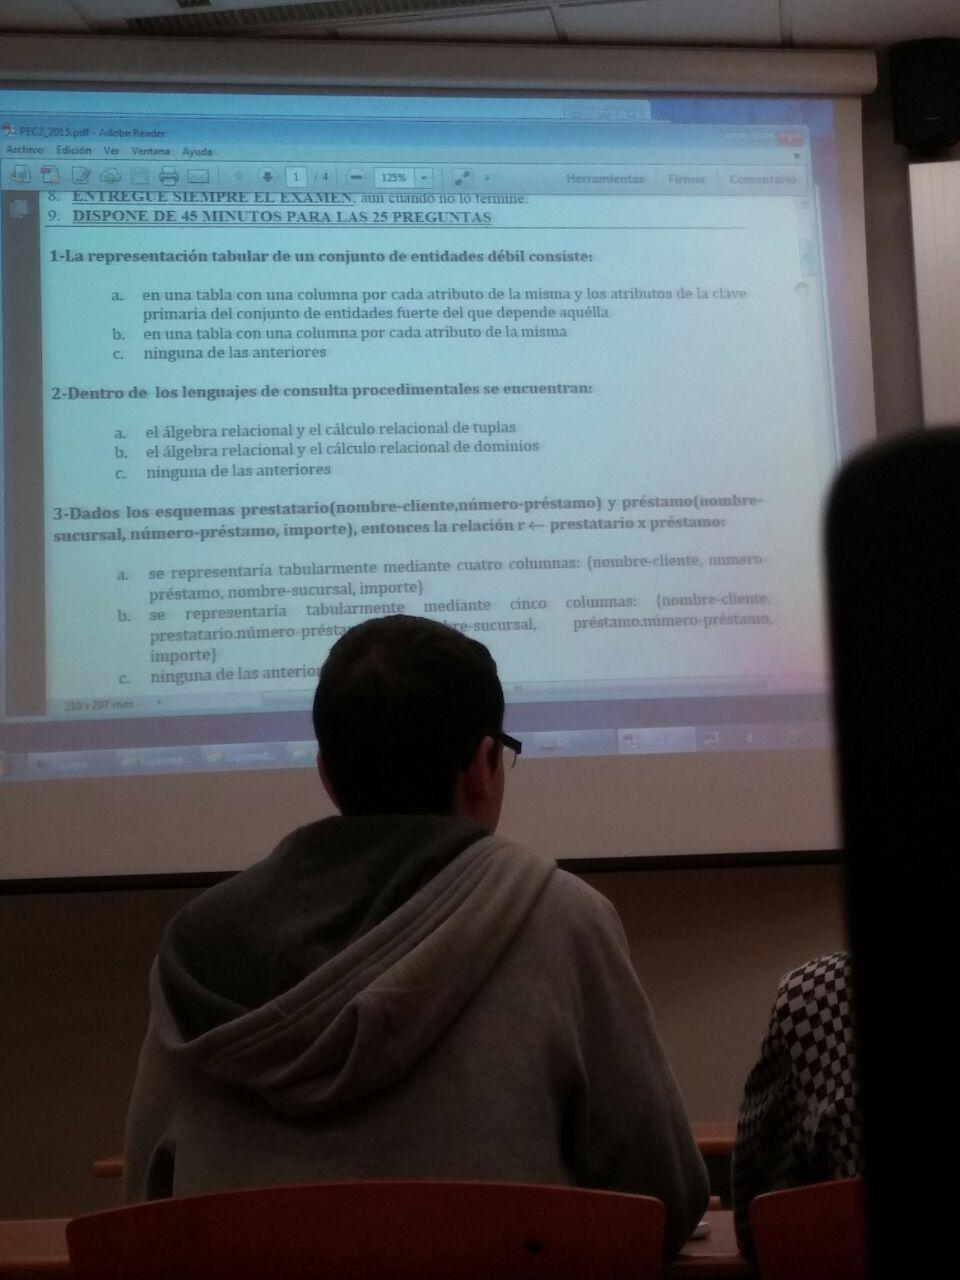 PEC2_2015.pdf - Adobe Reader
Archivo Edición Ver Ventana Ayuda
1 / 4 125% Herramientas Firmar Comentario
8. ENTREGUE SIEMPRE EL EXAMEN, aun cuando no lo termine.
9. DISPONE DE 45 MINUTOS PARA LAS 25 PREGUNTAS
1-La representación tabular de un conjunto de entidades débil consiste:
a. en una tabla con una columna por cada atributo de la misma y los atributos de la clave
primaria del conjunto de entidades fuerte del que depende aquélla
b. en una tabla con una columna por cada atributo de la misma
c. ninguna de las anteriores
2-Dentro de los lenguajes de consulta procedimentales se encuentran:
a. el álgebra relacional y el cálculo relacional de tuplas
b. el álgebra relacional y el cálculo relacional de dominios
c. ninguna de las anteriores
3-Dados los esquemas prestatario(nombre-cliente,número-préstamo) y préstamo(nombre-
sucursal, número-préstamo, importe), entonces la relación r ← prestatario x préstamo:
a. se representaría tabularmente mediante cuatro columnas: {nombre-cliente, numero-
préstamo, nombre-sucursal, importe}
b. se representaría tabularmente mediante cinco columnas: {nombre-cliente,
prestatario.número-présta bre-sucursal, préstamo.número-préstamo,
importe}
c. ninguna de las anterior
210 x 297 mm